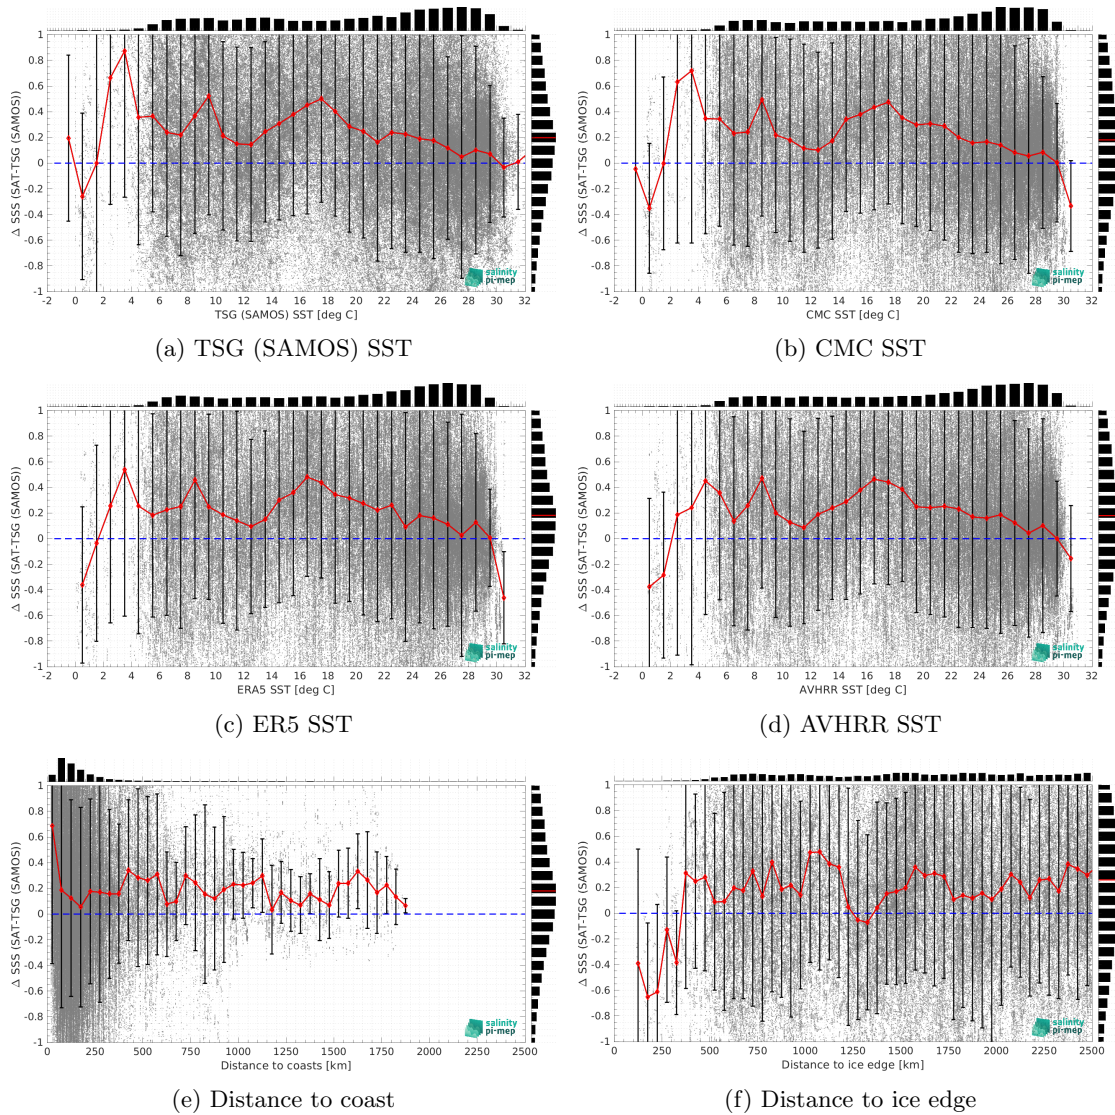 1
0.8
0.6
0.4
0.2
0
-0.2
-0.4
-0.6
-0.8
-1
Δ SSS (SAT-TSG (SAMOS))
-2 0 2 4 6 8 10 12 14 16 18 20 22 24 26 28 30 32
TSG (SAMOS) SST [deg C]
salinity
pi-mep
(a) TSG (SAMOS) SST
1
0.8
0.6
0.4
0.2
0
-0.2
-0.4
-0.6
-0.8
-1
Δ SSS (SAT-TSG (SAMOS))
-2 0 2 4 6 8 10 12 14 16 18 20 22 24 26 28 30 32
CMC SST [deg C]
salinity
pi-mep
(b) CMC SST
1
0.8
0.6
0.4
0.2
0
-0.2
-0.4
-0.6
-0.8
-1
Δ SSS (SAT-TSG (SAMOS))
-2 0 2 4 6 8 10 12 14 16 18 20 22 24 26 28 30 32
ERA5 SST [deg C]
salinity
pi-mep
(c) ER5 SST
1
0.8
0.6
0.4
0.2
0
-0.2
-0.4
-0.6
-0.8
-1
Δ SSS (SAT-TSG (SAMOS))
-2 0 2 4 6 8 10 12 14 16 18 20 22 24 26 28 30 32
AVHRR SST [deg C]
salinity
pi-mep
(d) AVHRR SST
1
0.8
0.6
0.4
0.2
0
-0.2
-0.4
-0.6
-0.8
-1
Δ SSS (SAT-TSG (SAMOS))
0 250 500 750 1000 1250 1500 1750 2000 2250 2500
Distance to coasts [km]
salinity
pi-mep
(e) Distance to coast
1
0.8
0.6
0.4
0.2
0
-0.2
-0.4
-0.6
-0.8
-1
Δ SSS (SAT-TSG (SAMOS))
0 250 500 750 1000 1250 1500 1750 2000 2250 2500
Distance to ice edge [km]
salinity
pi-mep
(f) Distance to ice edge